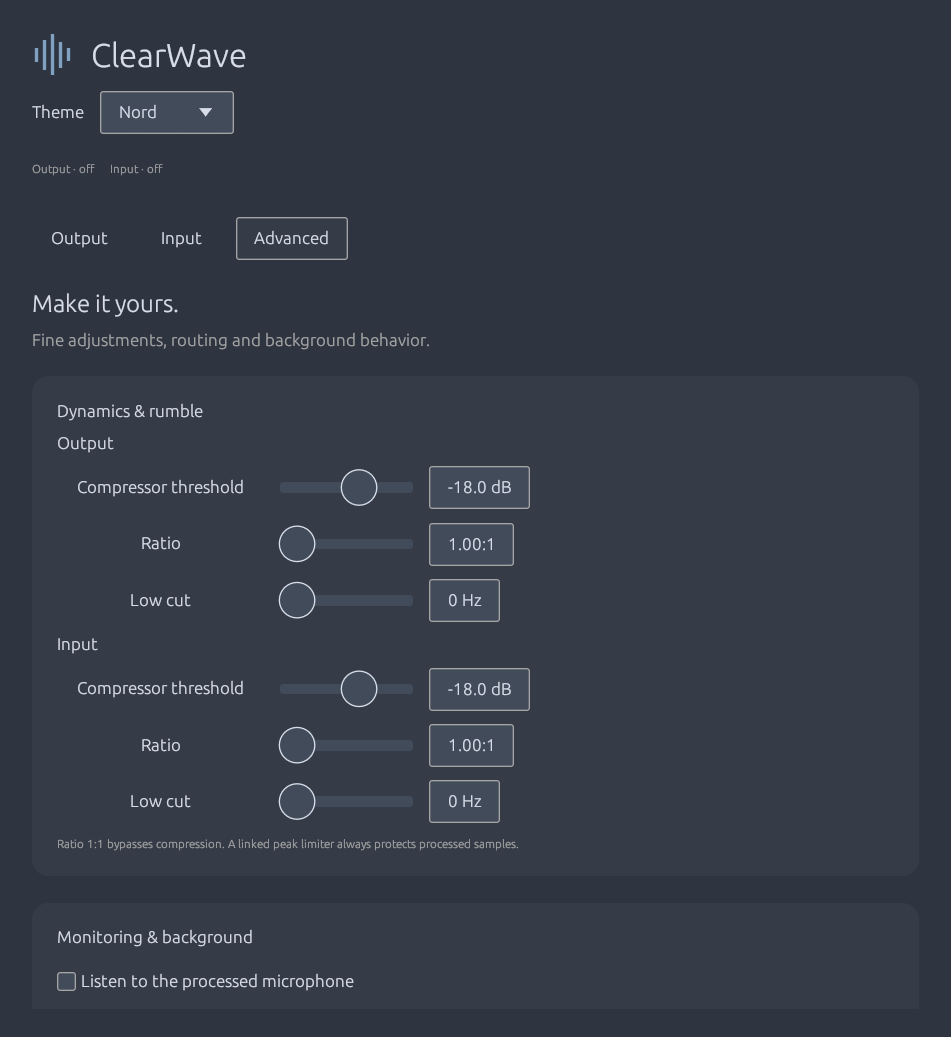 ClearWave
Theme Nord
Output · off Input · off
Output Input Advanced
Make it yours.
Fine adjustments, routing and background behavior.
Dynamics & rumble
Output
Compressor threshold -18.0 dB
Ratio 1.00:1
Low cut 0 Hz
Input
Compressor threshold -18.0 dB
Ratio 1.00:1
Low cut 0 Hz
Ratio 1:1 bypasses compression. A linked peak limiter always protects processed samples.
Monitoring & background
Listen to the processed microphone